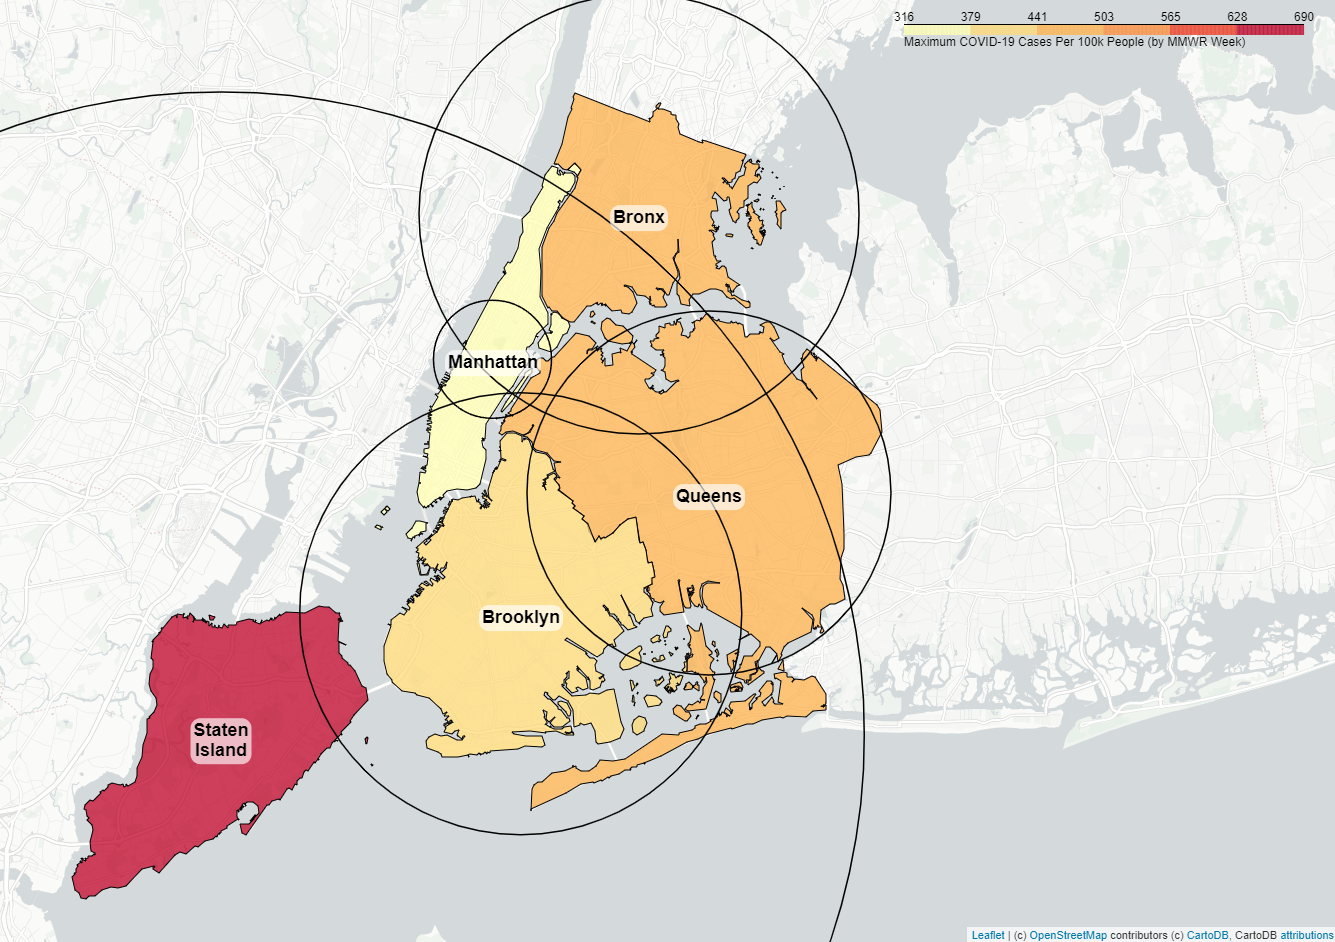 316 379 441 503 565 628 690
Maximum COVID-19 Cases Per 100k People (by MMWR Week)
Bronx
Manhattan
Queens
Brooklyn
Staten
Island
Leaflet | (c) OpenStreetMap contributors (c) CartoDB, CartoDB attributions